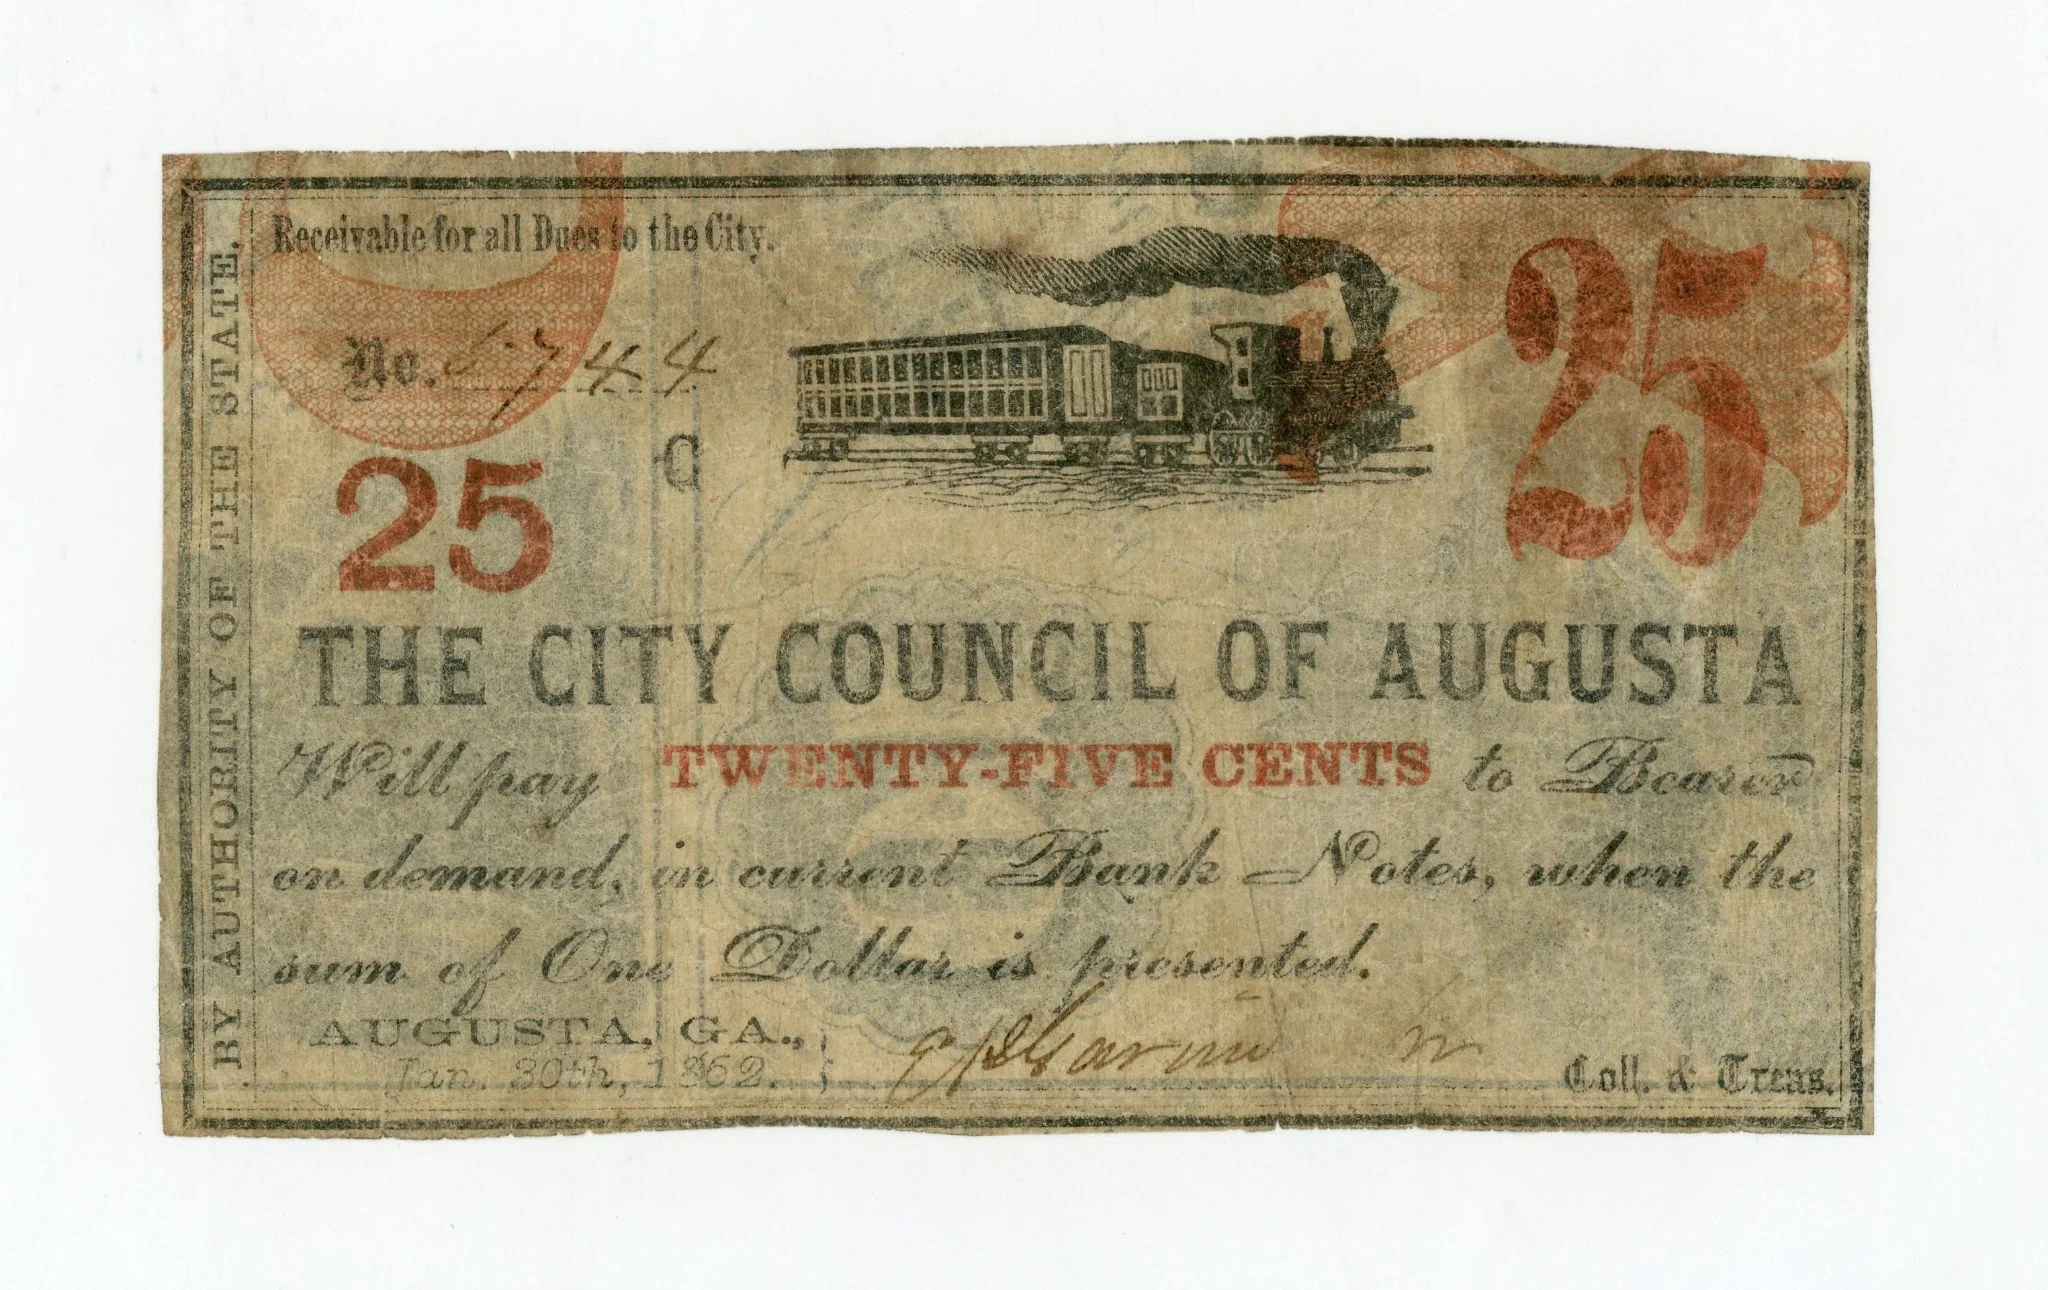 Receivable for all Dues to the City.
No. 5744
25
C
25
BY AUTHORITY OF THE STATE.
THE CITY COUNCIL OF AUGUSTA
Will pay TWENTY-FIVE CENTS to Bearer
on demand, in current Bank Notes, when the
sum of One Dollar is presented.
AUGUSTA, GA.,
Jan. 20th, 1862.
Coll. & Treas.